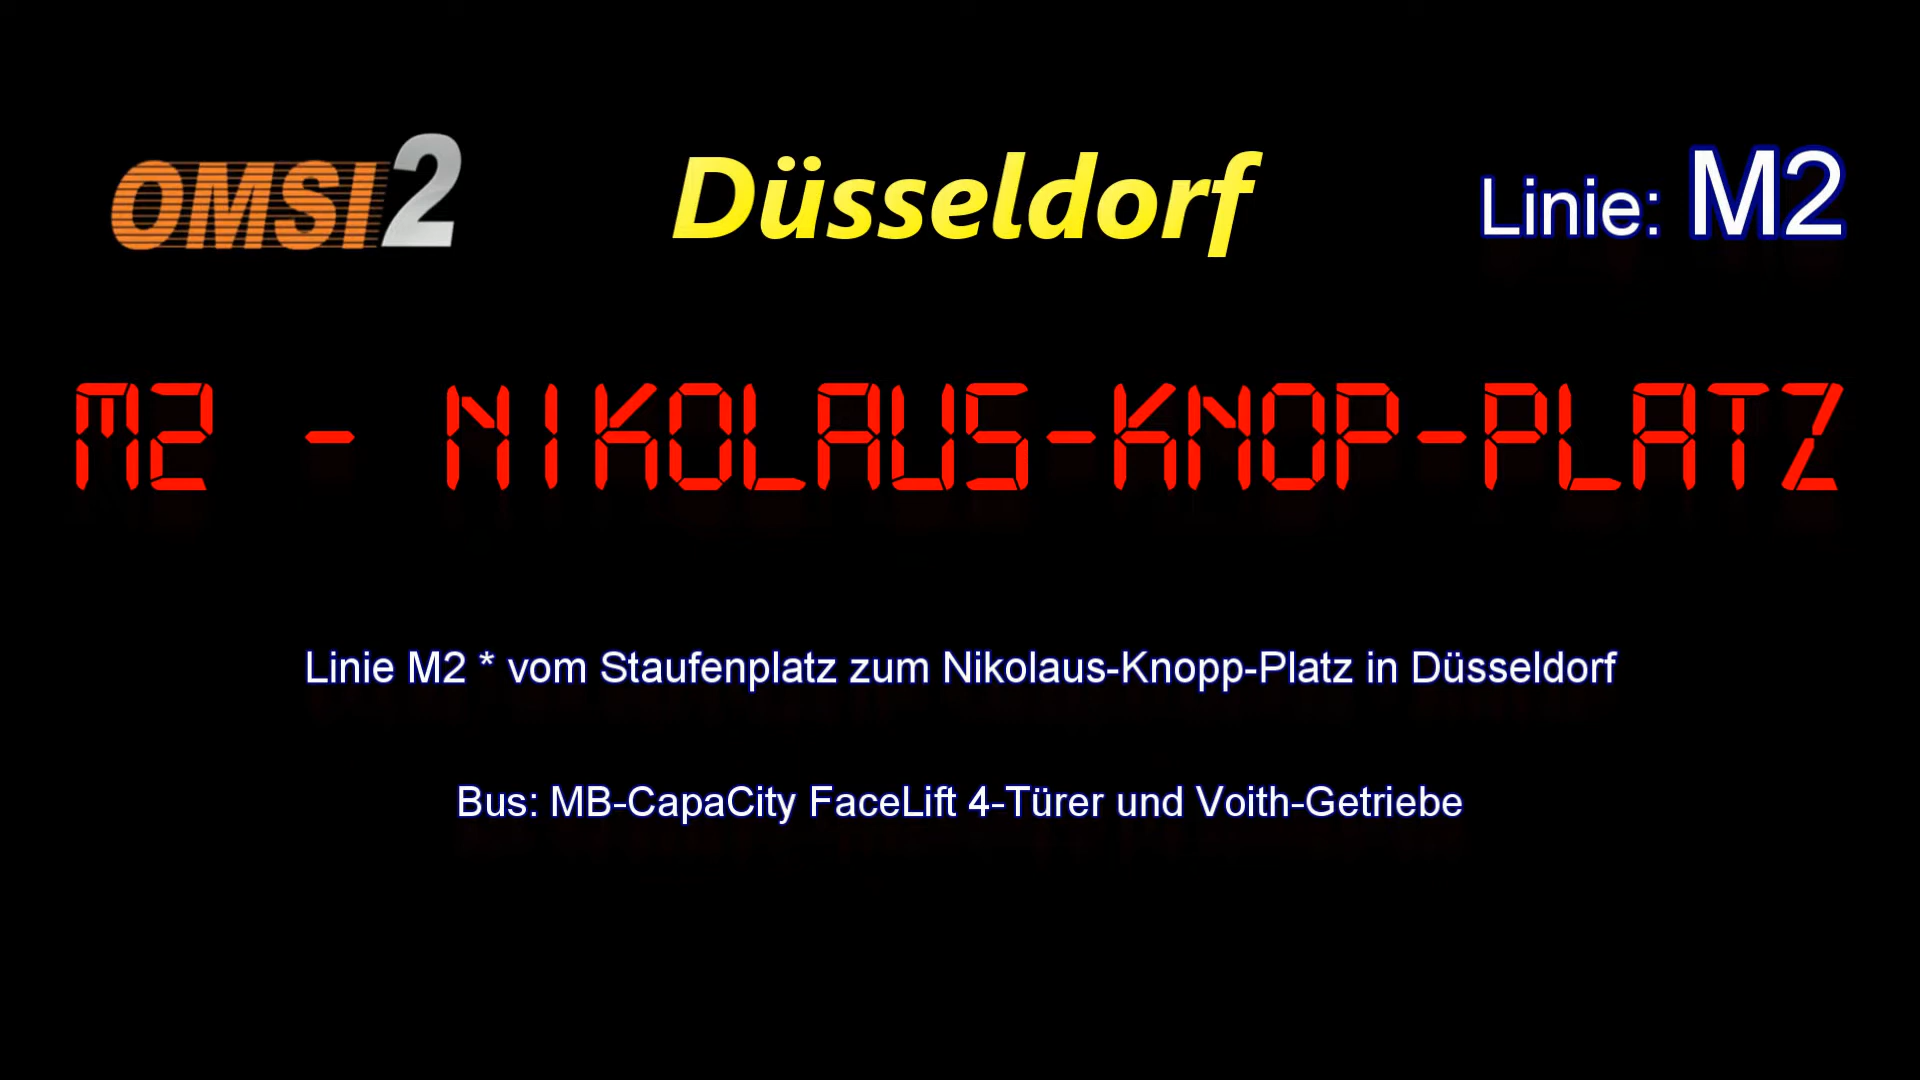 OMSI 2 Düsseldorf Linie: M2
M2 - NIKOLAUS-KNOP-PLATZ
Linie M2 * vom Staufenplatz zum Nikolaus-Knopp-Platz in Düsseldorf
Bus: MB-CapaCity FaceLift 4-Türer und Voith-Getriebe